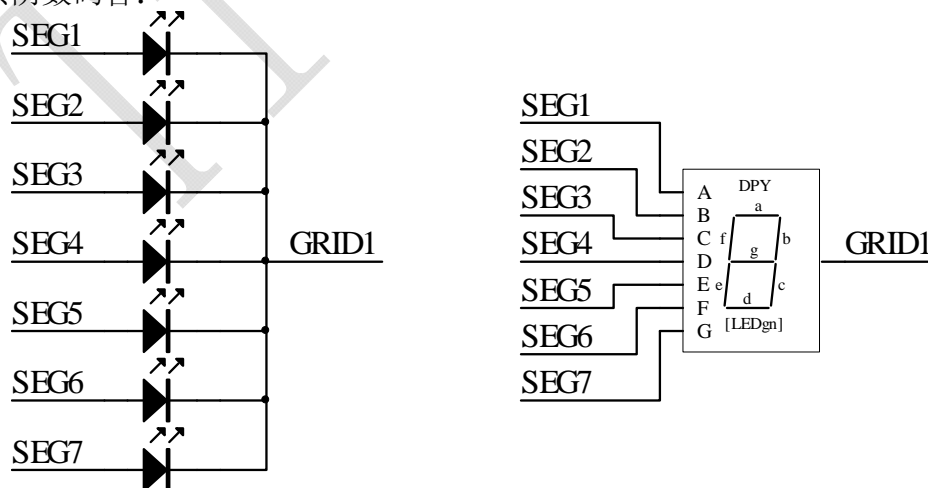 SEG1
SEG2
SEG3
SEG4
SEG5
SEG6
SEG7
GRID1
SEG1
SEG2
SEG3
SEG4
SEG5
SEG6
SEG7
A
B
C
D
E
F
G
DPY
a
f
b
g
e
c
d
[LEDgn]
GRID1